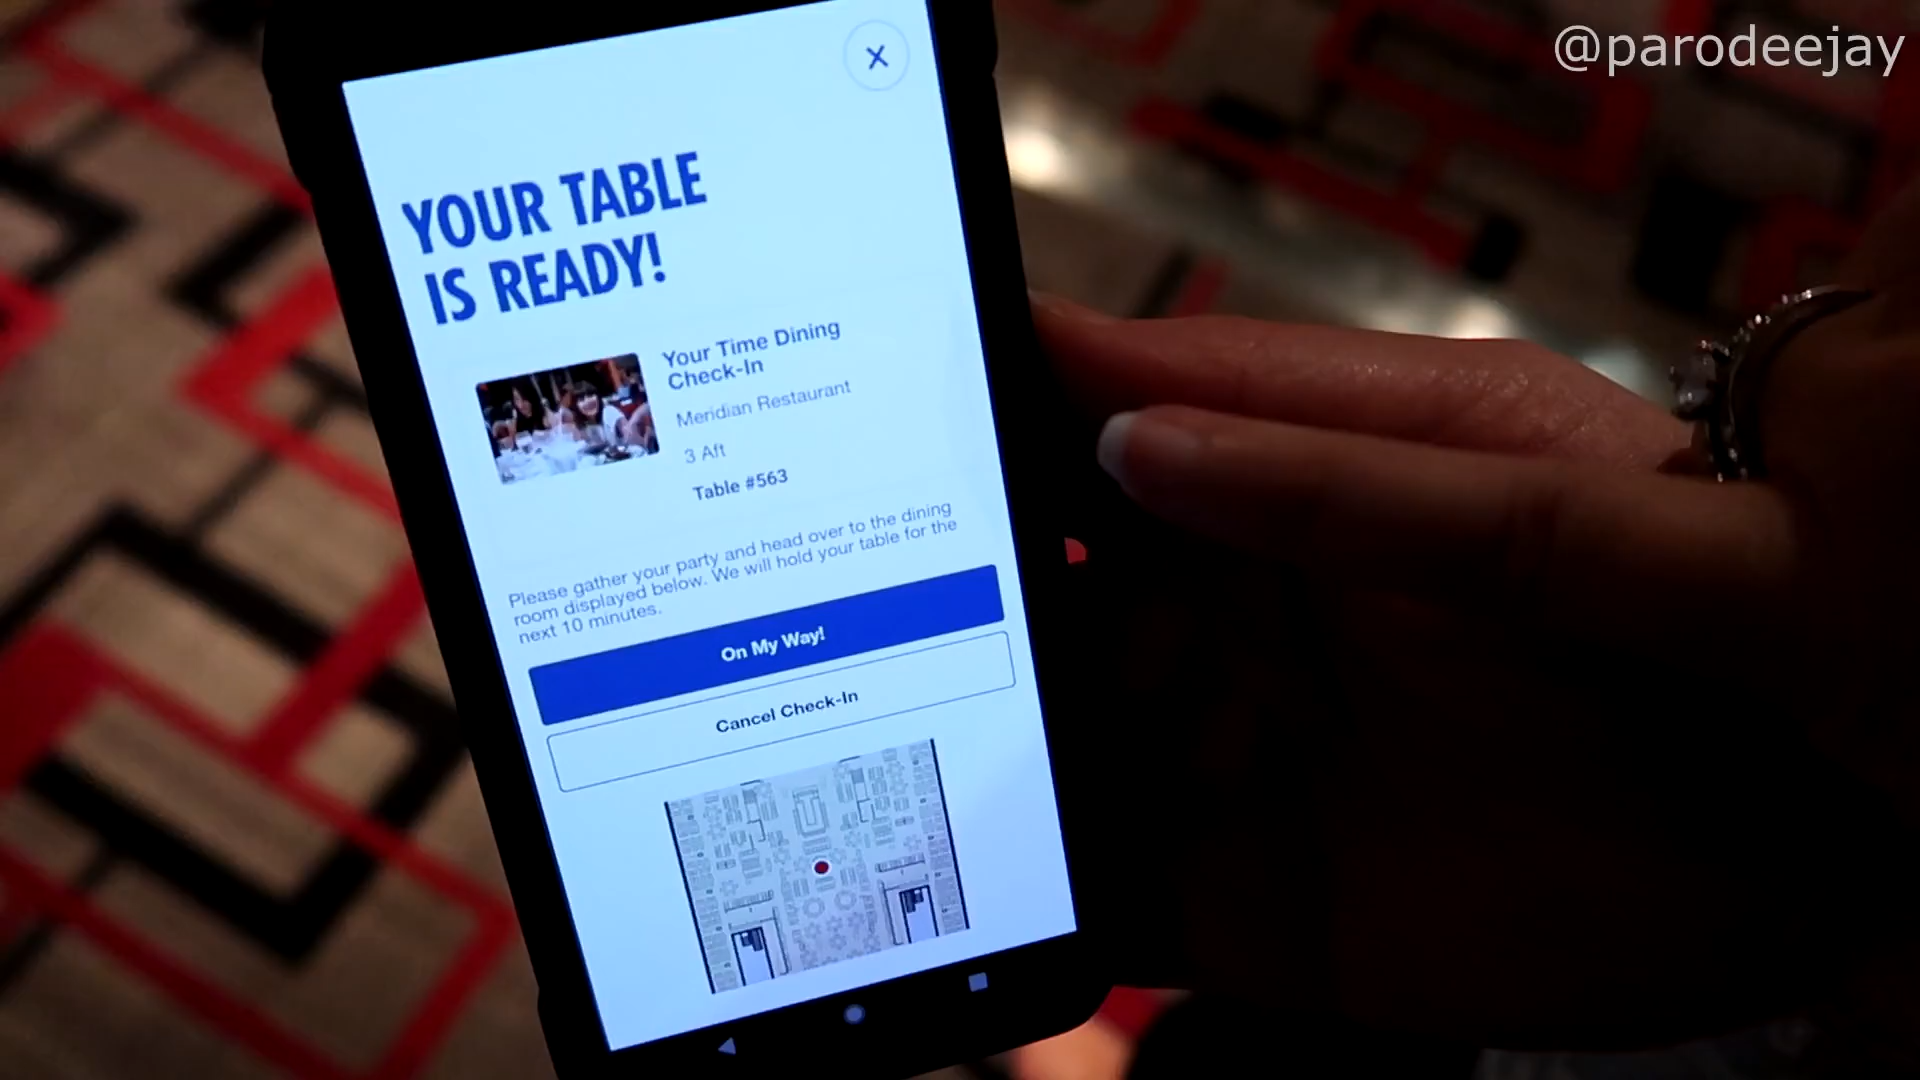 @parodeejay
YOUR TABLE
IS READY!
Your Time Dining
Check-In
Meridian Restaurant
3 Aft
Table #563
Please gather your party and head over to the dining
room displayed below. We will hold your table for the
next 10 minutes.
On My Way!
Cancel Check-In